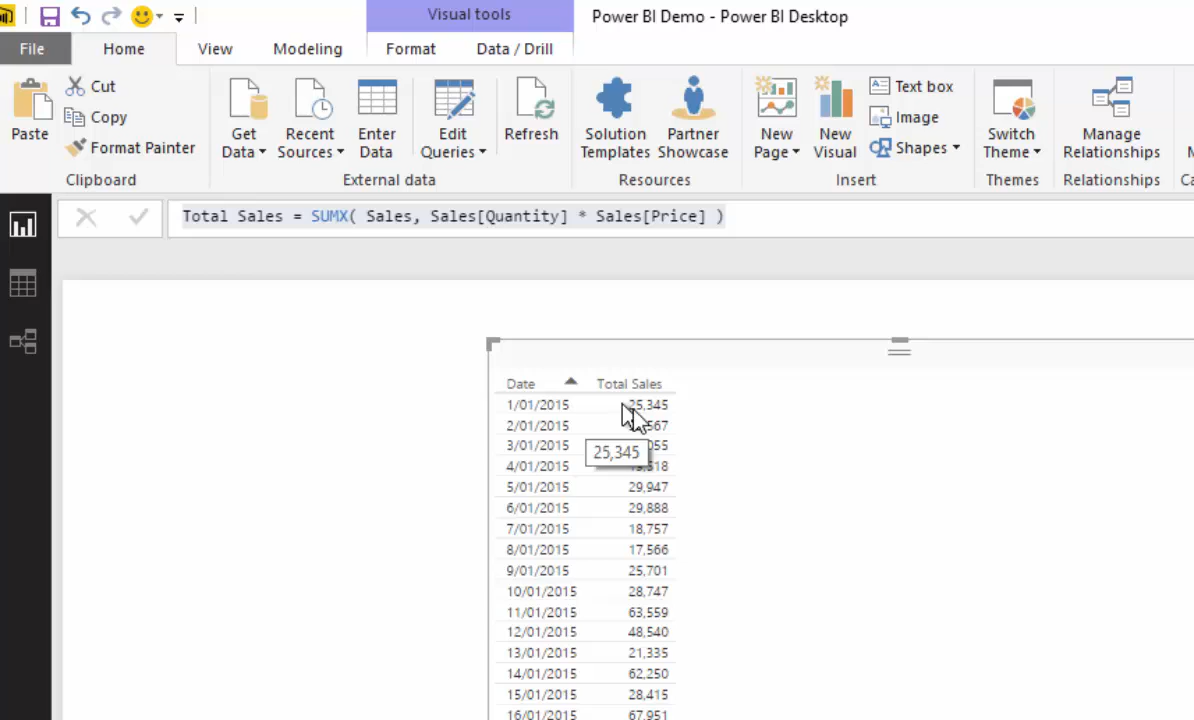 Visual tools
Power BI Demo - Power BI Desktop
File
Home
View
Modeling
Format
Data / Drill
Paste
Cut
Copy
Format Painter
Clipboard
Get Data
Recent Sources
Enter Data
Edit Queries
Refresh
External data
Solution Templates
Partner Showcase
Resources
New Page
New Visual
Text box
Image
Shapes
Insert
Switch Theme
Themes
Manage Relationships
Relationships
Total Sales = SUMX( Sales, Sales[Quantity] * Sales[Price] )
Date Total Sales
1/01/2015 25,345
2/01/2015
3/01/2015
25,345
4/01/2015
5/01/2015 29,947
6/01/2015 29,888
7/01/2015 18,757
8/01/2015 17,566
9/01/2015 25,701
10/01/2015 28,747
11/01/2015 63,559
12/01/2015 48,540
13/01/2015 21,335
14/01/2015 62,250
15/01/2015 28,415
16/01/2015 67,951